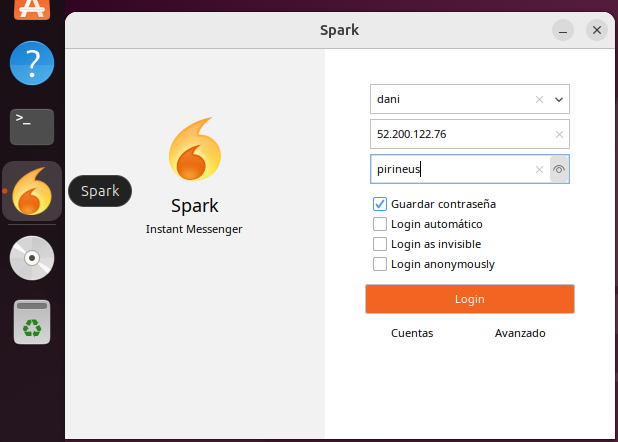 Spark
?
>_
Spark
dani
52.200.122.76
pirineus
Guardar contraseña
Login automático
Login as invisible
Login anonymously
Login
Cuentas
Avanzado
Spark
Instant Messenger